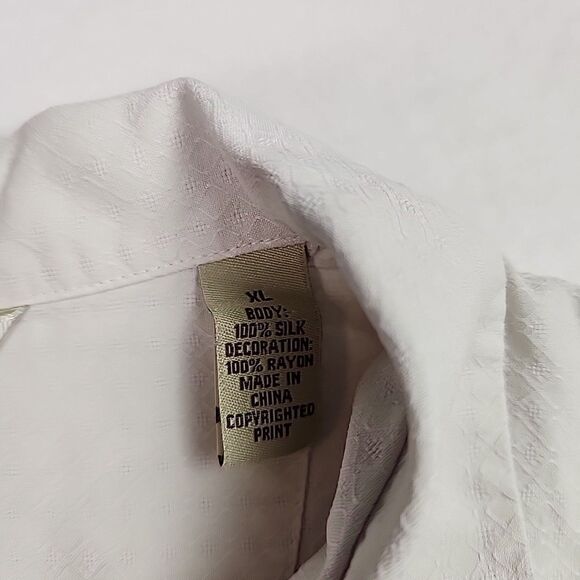 XL
BODY:
100% SILK
DECORATION:
100% RAYON
MADE IN
CHINA
COPYRIGHTED
PRINT